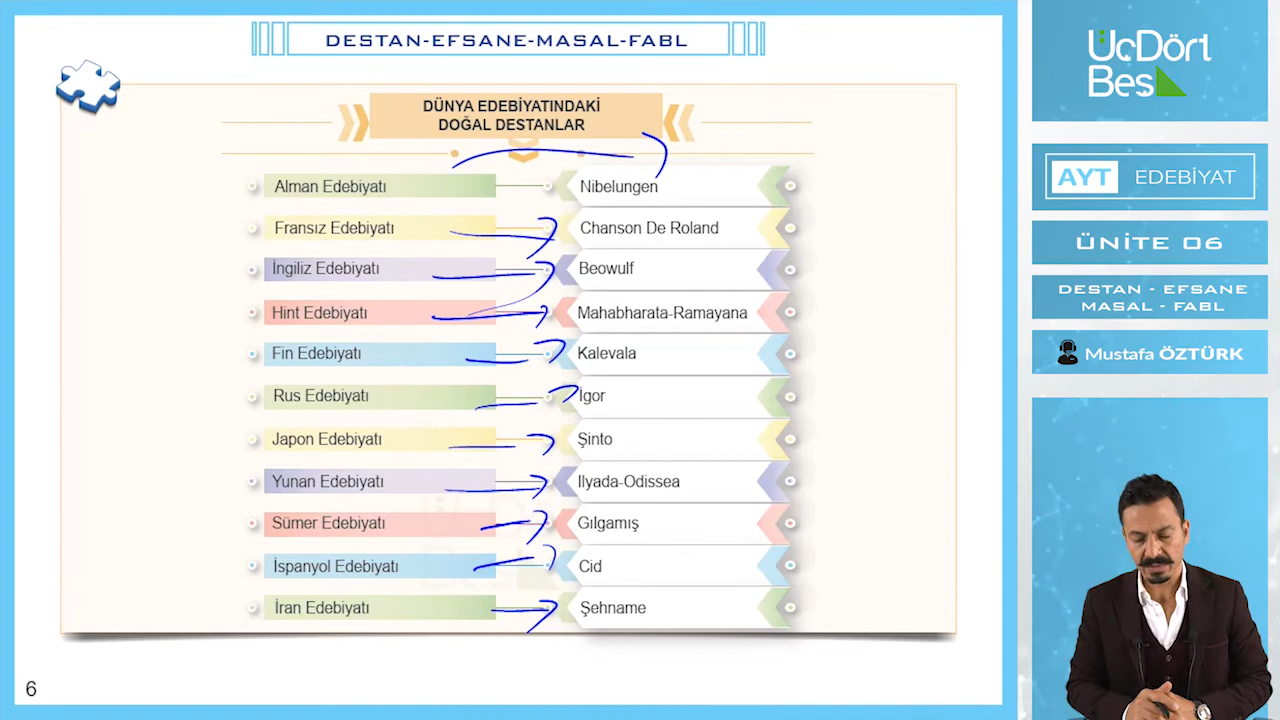 DESTAN-EFSANE-MASAL-FABL
DÜNYA EDEBİYATINDAKİ
DOĞAL DESTANLAR
Alman Edebiyatı Nibelungen
Fransız Edebiyatı Chanson De Roland
İngiliz Edebiyatı Beowulf
Hint Edebiyatı Mahabharata-Ramayana
Fin Edebiyatı Kalevala
Rus Edebiyatı İgor
Japon Edebiyatı Şinto
Yunan Edebiyatı Ilyada-Odissea
Sümer Edebiyatı Gılgamış
İspanyol Edebiyatı Cid
İran Edebiyatı Şehname
6
ÜçDört
Beş
AYT EDEBİYAT
ÜNİTE 06
DESTAN - EFSANE
MASAL - FABL
Mustafa ÖZTÜRK